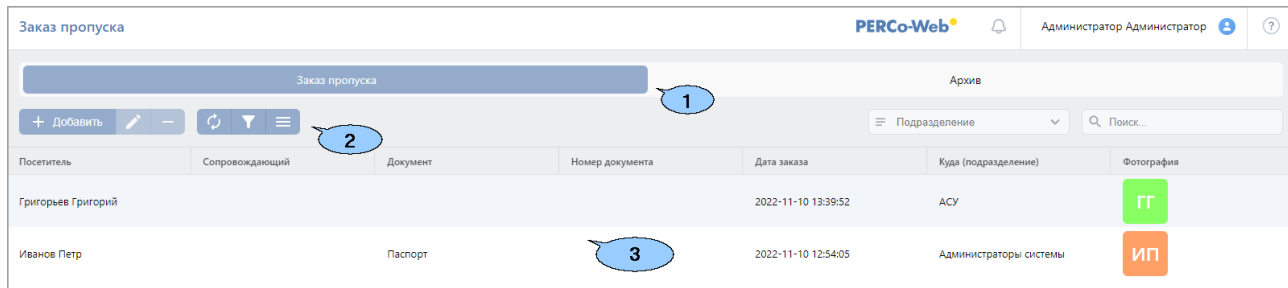 Заказ пропуска PERCo-Web Администратор Администратор ?
Заказ пропуска Архив
1
+ Добавить Подразделение Поиск...
2
Посетитель Сопровождающий Документ Номер документа Дата заказа Куда (подразделение) Фотография
Григорьев Григорий 2022-11-10 13:39:52 АСУ ГГ
Иванов Петр Паспорт 3 2022-11-10 12:54:05 Администраторы системы ИП